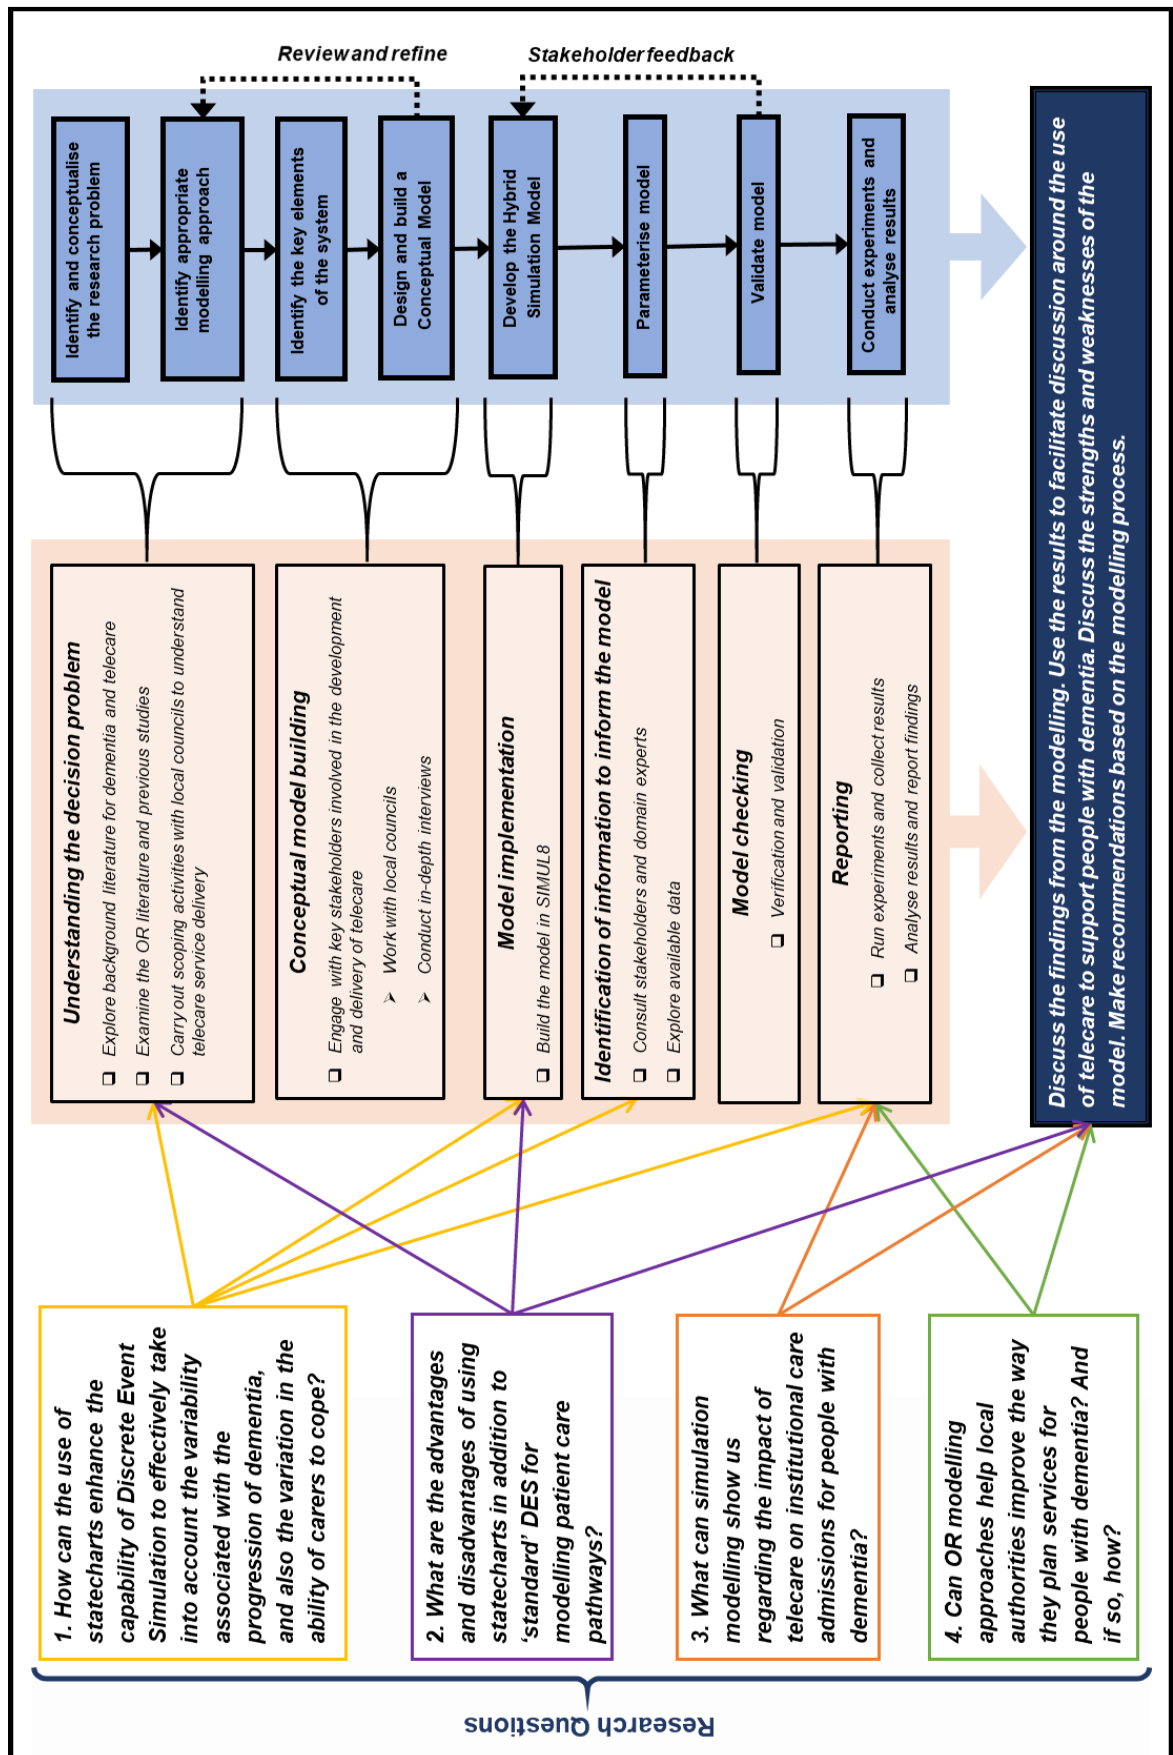 Research Questions
1. How can the use of
statecharts enhance the
capability of Discrete Event
Simulation to effectively take
into account the variability
associated with the
progression of dementia,
and also the variation in the
ability of carers to cope?
2. What are the advantages
and disadvantages of using
statecharts in addition to
‘standard’ DES for
modelling patient care
pathways?
3. What can simulation
modelling show us
regarding the impact of
telecare on institutional care
admissions for people with
dementia?
4. Can OR modelling
approaches help local
authorities improve the way
they plan services for
people with dementia? And
if so, how?
Understanding the decision problem
❑ Explore background literature for dementia and telecare
❑ Examine the OR literature and previous studies
❑ Carry out scoping activities with local councils to understand
telecare service delivery
Conceptual model building
❑ Engage with key stakeholders involved in the development
and delivery of telecare
➢ Work with local councils
➢ Conduct in-depth interviews
Model implementation
❑ Build the model in SIMUL8
Identification of information to inform the model
❑ Consult stakeholders and domain experts
❑ Explore available data
Model checking
❑ Verification and validation
Reporting
❑ Run experiments and collect results
❑ Analyse results and report findings
Identify and conceptualise
the research problem
Identify appropriate
modelling approach
Identify the key elements
of the system
Design and build a
Conceptual Model
Develop the Hybrid
Simulation Model
Parameterise model
Validate model
Conduct experiments and
analyse results
Review and refine
Stakeholder feedback
Discuss the findings from the modelling. Use the results to facilitate discussion around the use
of telecare to support people with dementia. Discuss the strengths and weaknesses of the
model. Make recommendations based on the modelling process.